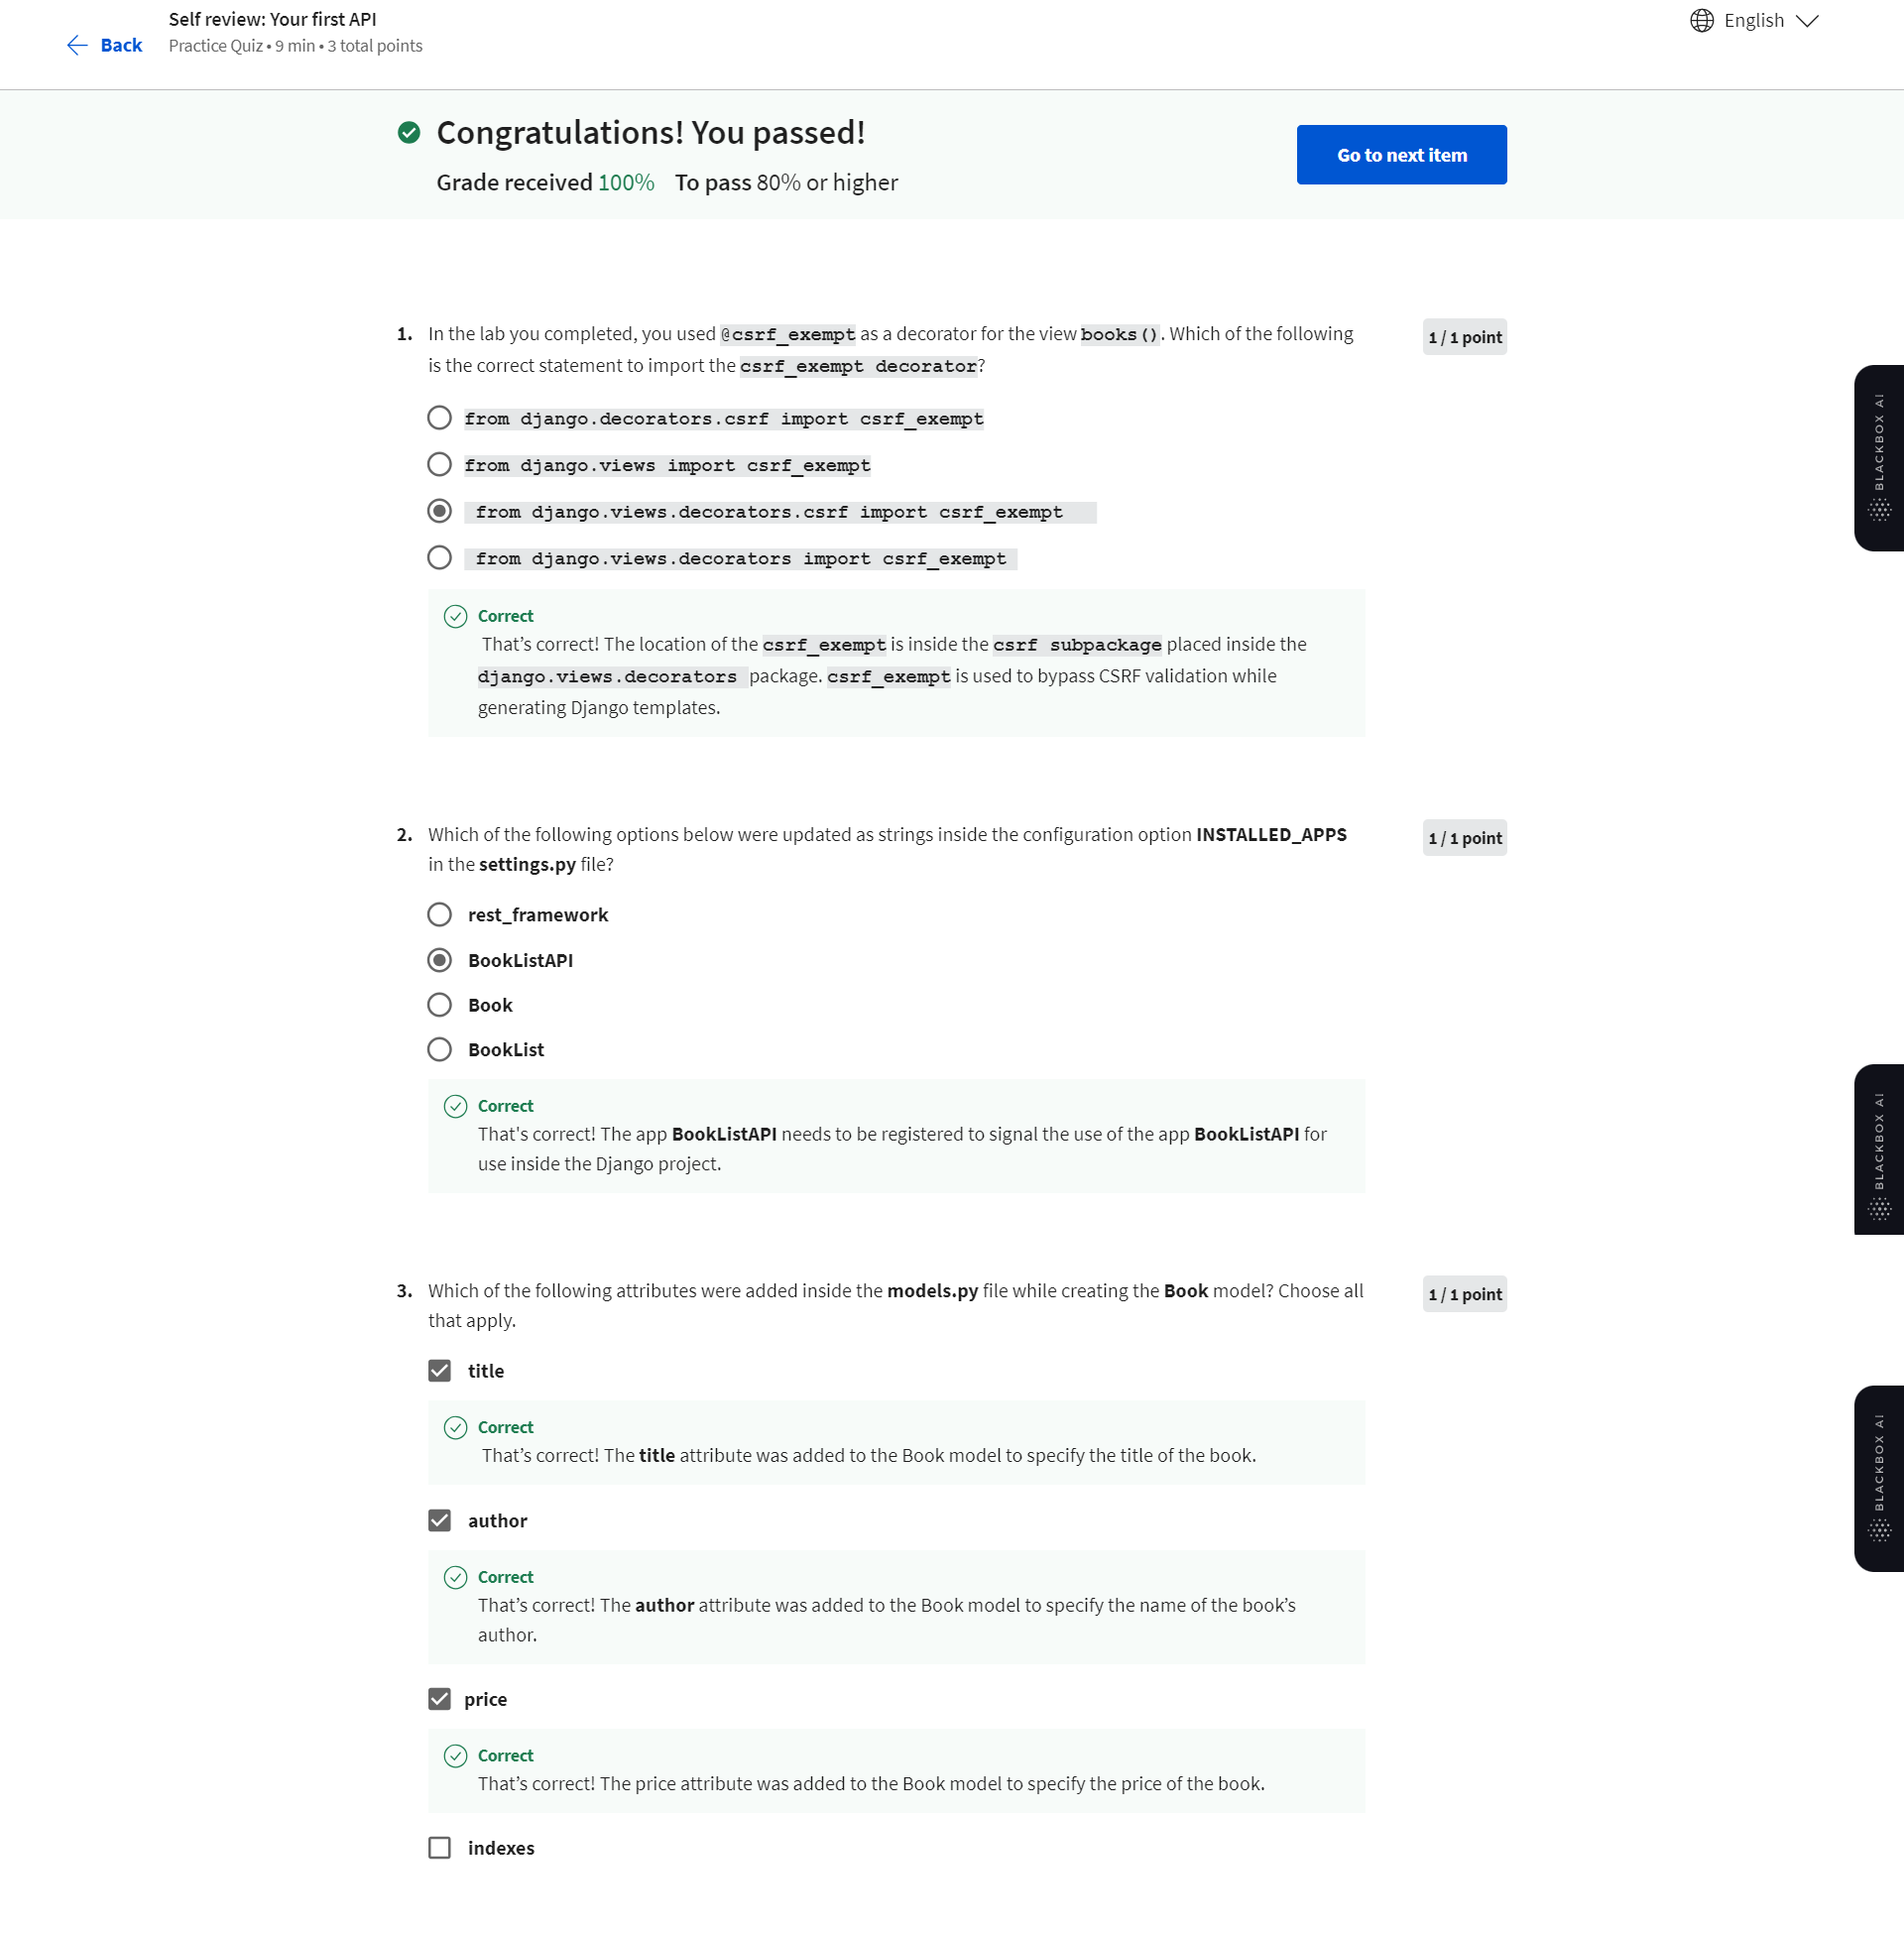 Self review: Your first API
Back
Practice Quiz • 9 min • 3 total points
English
Congratulations! You passed!
Grade received 100% To pass 80% or higher
Go to next item
1. In the lab you completed, you used @csrf_exempt as a decorator for the view books(). Which of the following
is the correct statement to import the csrf_exempt decorator?
1 / 1 point
from django.decorators.csrf import csrf_exempt
from django.views import csrf_exempt
from django.views.decorators.csrf import csrf_exempt
from django.views.decorators import csrf_exempt
Correct
That’s correct! The location of the csrf_exempt is inside the csrf subpackage placed inside the
django.views.decorators package. csrf_exempt is used to bypass CSRF validation while
generating Django templates.
BLACKBOX AI
2. Which of the following options below were updated as strings inside the configuration option INSTALLED_APPS
in the settings.py file?
1 / 1 point
rest_framework
BookListAPI
Book
BookList
Correct
That's correct! The app BookListAPI needs to be registered to signal the use of the app BookListAPI for
use inside the Django project.
BLACKBOX AI
3. Which of the following attributes were added inside the models.py file while creating the Book model? Choose all
that apply.
1 / 1 point
title
Correct
That’s correct! The title attribute was added to the Book model to specify the title of the book.
BLACKBOX AI
author
Correct
That’s correct! The author attribute was added to the Book model to specify the name of the book’s
author.
price
Correct
That’s correct! The price attribute was added to the Book model to specify the price of the book.
indexes